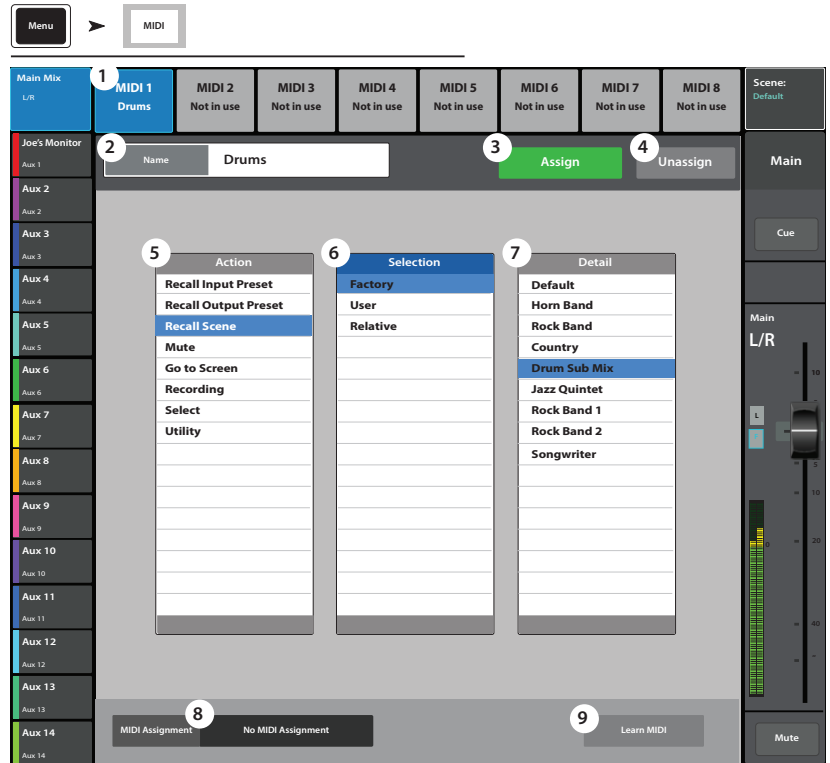 Menu
MIDI
Main Mix
L/R
1
MIDI 1
Drums
MIDI 2
Not in use
MIDI 3
Not in use
MIDI 4
Not in use
MIDI 5
Not in use
MIDI 6
Not in use
MIDI 7
Not in use
MIDI 8
Not in use
Scene:
Default
Joe's Monitor
Aux 1
Aux 2
Aux 2
Aux 3
Aux 3
Aux 4
Aux 4
Aux 5
Aux 5
Aux 6
Aux 6
Aux 7
Aux 7
Aux 8
Aux 8
Aux 9
Aux 9
Aux 10
Aux 10
Aux 11
Aux 11
Aux 12
Aux 12
Aux 13
Aux 13
Aux 14
Aux 14
2
Name
Drums
3
Assign
4
Unassign
5
Action
Recall Input Preset
Recall Output Preset
Recall Scene
Mute
Go to Screen
Recording
Select
Utility
6
Selection
Factory
User
Relative
7
Detail
Default
Horn Band
Rock Band
Country
Drum Sub Mix
Jazz Quintet
Rock Band 1
Rock Band 2
Songwriter
8
MIDI Assignment
No MIDI Assignment
9
Learn MIDI
Main
Cue
Main
L/R
10
L
5
10
0
20
40
Mute